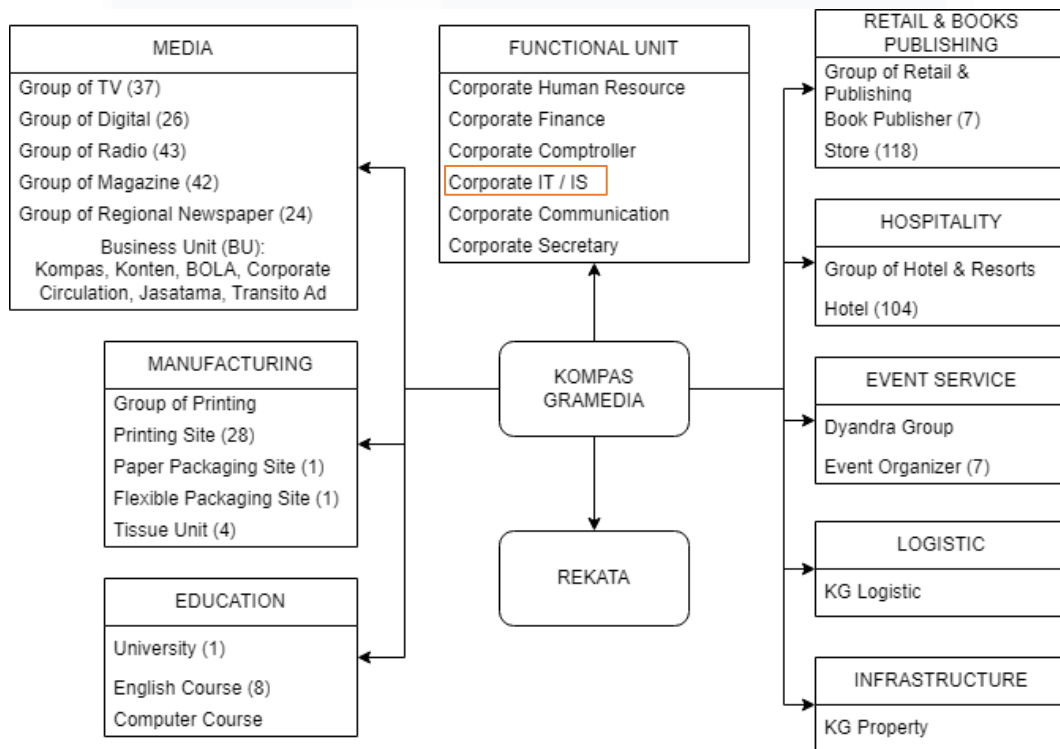 MEDIA
Group of TV (37)
Group of Digital (26)
Group of Radio (43)
Group of Magazine (42)
Group of Regional Newspaper (24)
Business Unit (BU):
Kompas, Konten, BOLA, Corporate
Circulation, Jasatama, Transito Ad
MANUFACTURING
Group of Printing
Printing Site (28)
Paper Packaging Site (1)
Flexible Packaging Site (1)
Tissue Unit (4)
EDUCATION
University (1)
English Course (8)
Computer Course
FUNCTIONAL UNIT
Corporate Human Resource
Corporate Finance
Corporate Comptroller
Corporate IT / IS
Corporate Communication
Corporate Secretary
KOMPAS
GRAMEDIA
REKATA
RETAIL & BOOKS
PUBLISHING
Group of Retail &
Publishing
Book Publisher (7)
Store (118)
HOSPITALITY
Group of Hotel & Resorts
Hotel (104)
EVENT SERVICE
Dyandra Group
Event Organizer (7)
LOGISTIC
KG Logistic
INFRASTRUCTURE
KG Property